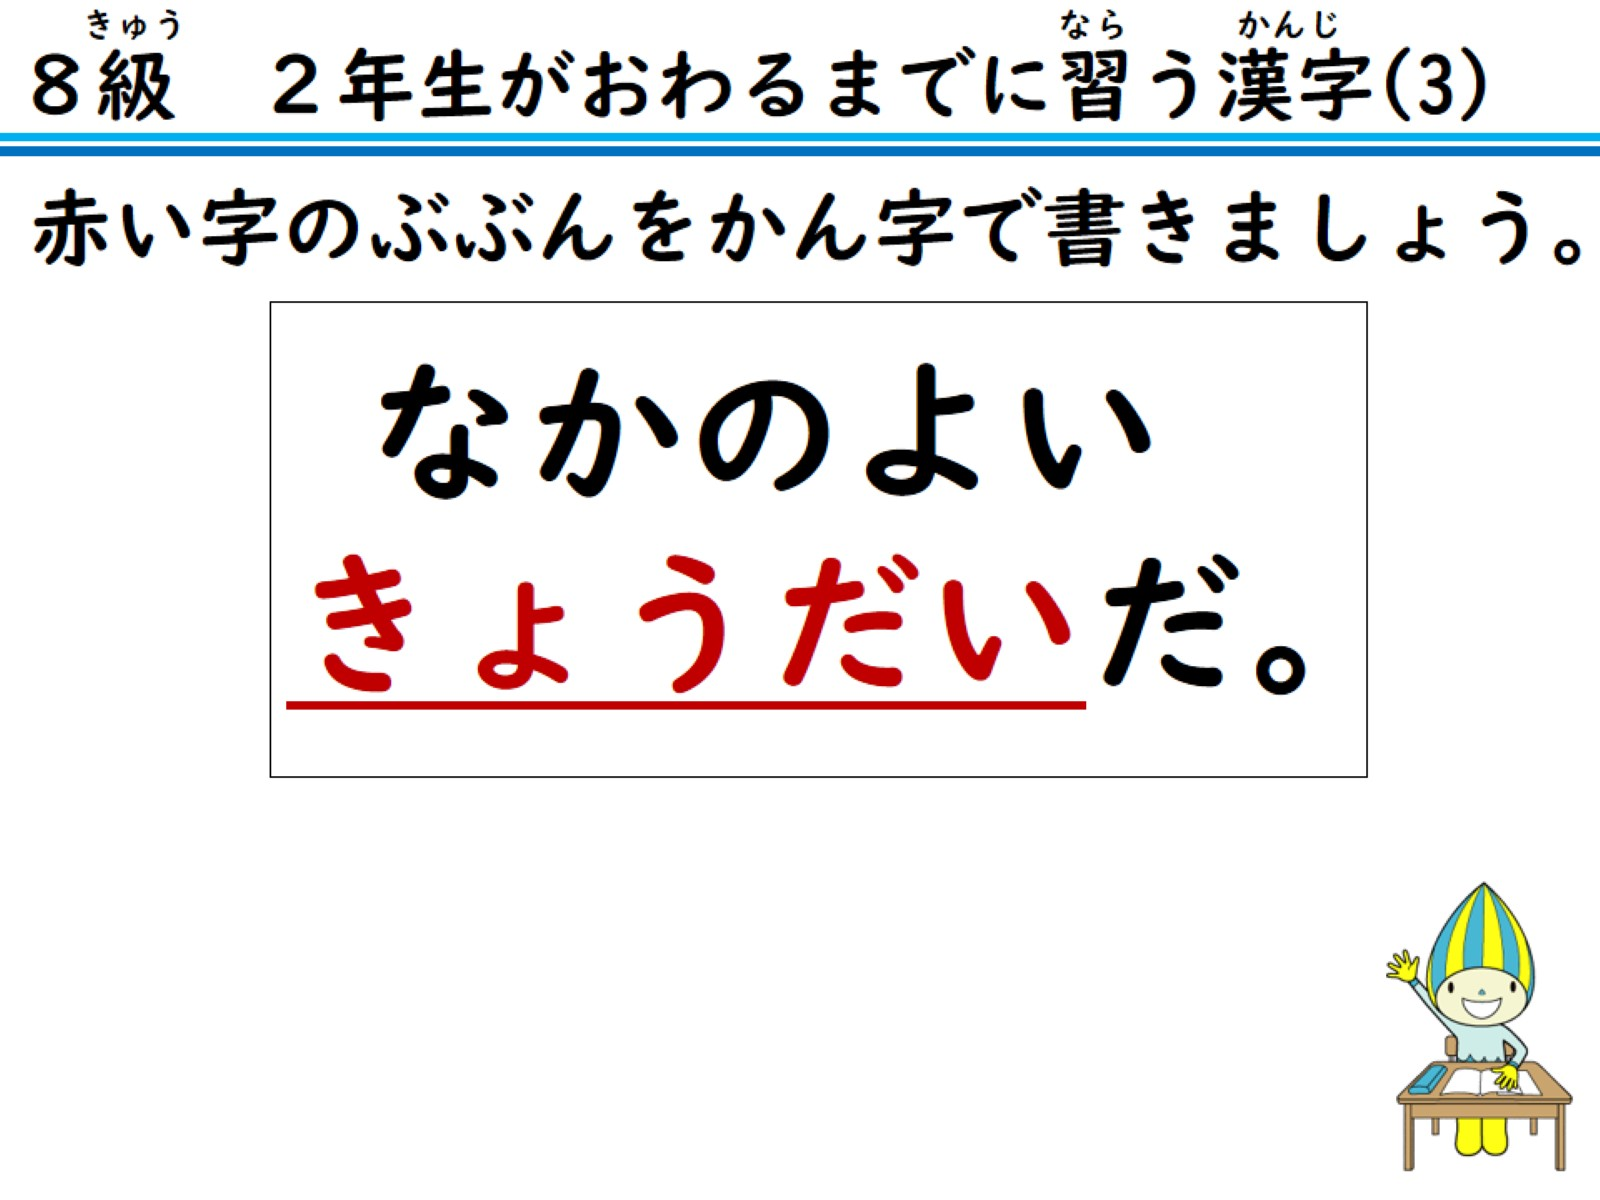 きゅう なら かんじ
８級　２年生がおわるまでに習う漢字(3)
赤い字のぶぶんをかん字で書きましょう。
なかのよい
きょうだいだ。